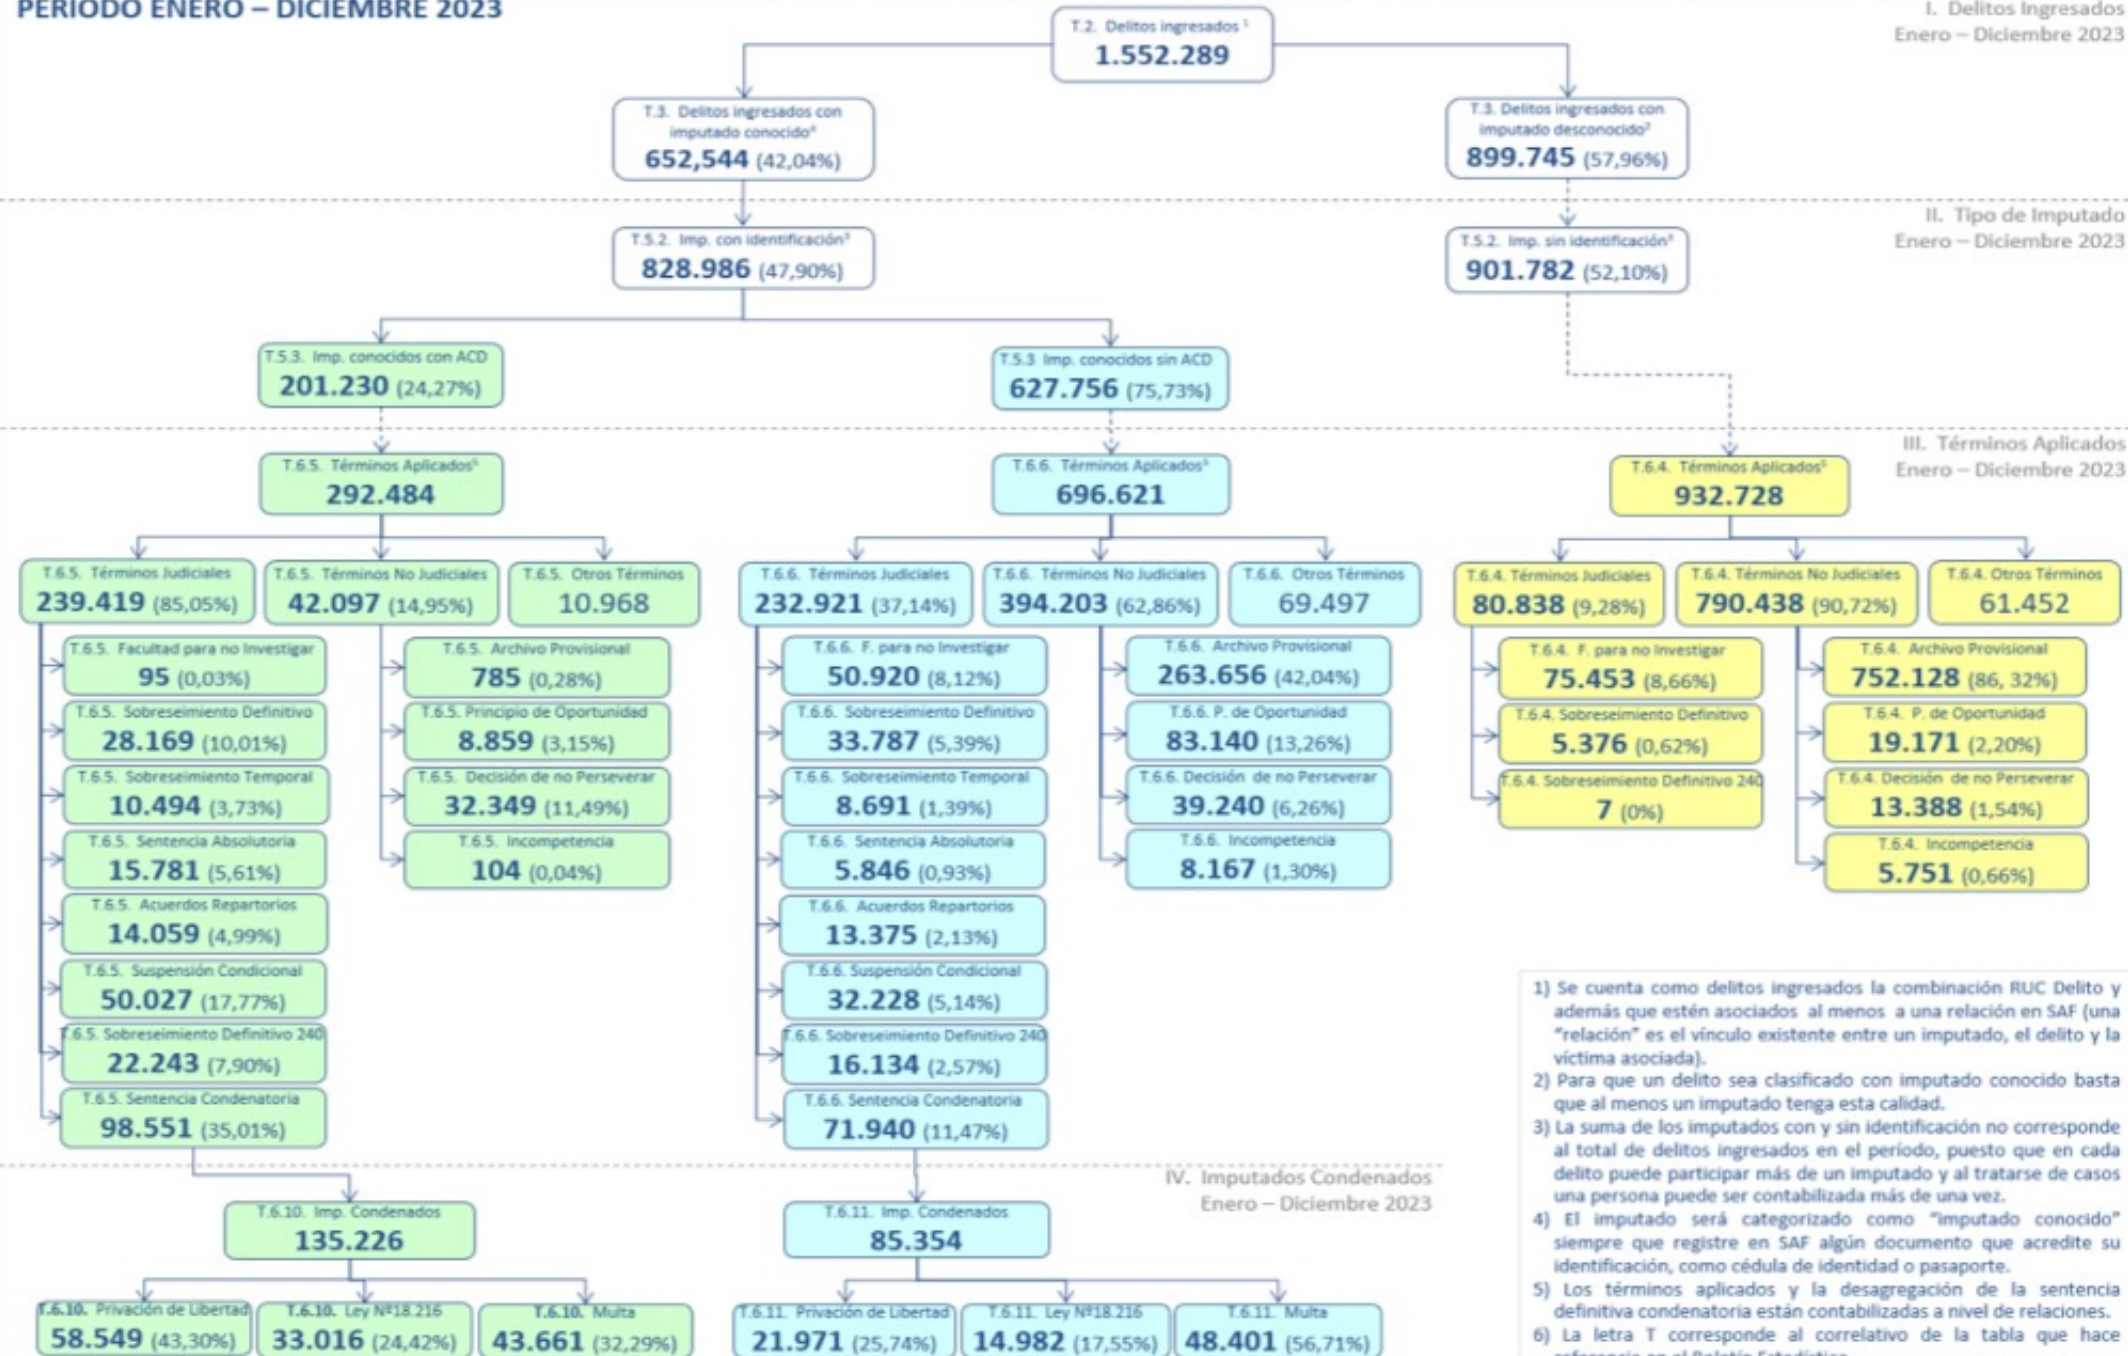 PERIODO ENERO – DICIEMBRE 2023
I. Delitos Ingresados
Enero – Diciembre 2023
T.2. Delitos ingresados ¹
1.552.289
T.3. Delitos ingresados con
imputado conocido⁴
652,544 (42,04%)
T.3. Delitos ingresados con
imputado desconocido²
899.745 (57,96%)
II. Tipo de Imputado
Enero – Diciembre 2023
T.5.2. Imp. con identificación³
828.986 (47,90%)
T.5.2. Imp. sin identificación³
901.782 (52,10%)
T.5.3. Imp. conocidos con ACD
201.230 (24,27%)
T.5.3 Imp. conocidos sin ACD
627.756 (75,73%)
III. Términos Aplicados
Enero – Diciembre 2023
T.6.5. Términos Aplicados⁵
292.484
T.6.6. Términos Aplicados⁵
696.621
T.6.4. Términos Aplicados⁵
932.728
T.6.5. Términos Judiciales
239.419 (85,05%)
T.6.5. Términos No Judiciales
42.097 (14,95%)
T.6.5. Otros Términos
10.968
T.6.6. Términos Judiciales
232.921 (37,14%)
T.6.6. Términos No Judiciales
394.203 (62,86%)
T.6.6. Otros Términos
69.497
T.6.4. Términos Judiciales
80.838 (9,28%)
T.6.4. Términos No Judiciales
790.438 (90,72%)
T.6.4. Otros Términos
61.452
T.6.5. Facultad para no Investigar
95 (0,03%)
T.6.5. Sobreseimiento Definitivo
28.169 (10,01%)
T.6.5. Sobreseimiento Temporal
10.494 (3,73%)
T.6.5. Sentencia Absolutoria
15.781 (5,61%)
T.6.5. Acuerdos Repartorios
14.059 (4,99%)
T.6.5. Suspensión Condicional
50.027 (17,77%)
T.6.5. Sobreseimiento Definitivo 240
22.243 (7,90%)
T.6.5. Sentencia Condenatoria
98.551 (35,01%)
T.6.5. Archivo Provisional
785 (0,28%)
T.6.5. Principio de Oportunidad
8.859 (3,15%)
T.6.5. Decisión de no Perseverar
32.349 (11,49%)
T.6.5. Incompetencia
104 (0,04%)
T.6.6. F. para no Investigar
50.920 (8,12%)
T.6.6. Sobreseimiento Definitivo
33.787 (5,39%)
T.6.6. Sobreseimiento Temporal
8.691 (1,39%)
T.6.6. Sentencia Absolutoria
5.846 (0,93%)
T.6.6. Acuerdos Repartorios
13.375 (2,13%)
T.6.6. Suspensión Condicional
32.228 (5,14%)
T.6.6. Sobreseimiento Definitivo 240
16.134 (2,57%)
T.6.6. Sentencia Condenatoria
71.940 (11,47%)
T.6.6. Archivo Provisional
263.656 (42,04%)
T.6.6. P. de Oportunidad
83.140 (13,26%)
T.6.6. Decisión de no Perseverar
39.240 (6,26%)
T.6.6. Incompetencia
8.167 (1,30%)
T.6.4. F. para no Investigar
75.453 (8,66%)
T.6.4. Sobreseimiento Definitivo
5.376 (0,62%)
T.6.4. Sobreseimiento Definitivo 240
7 (0%)
T.6.4. Archivo Provisional
752.128 (86, 32%)
T.6.4. P. de Oportunidad
19.171 (2,20%)
T.6.4. Decisión de no Perseverar
13.388 (1,54%)
T.6.4. Incompetencia
5.751 (0,66%)
IV. Imputados Condenados
Enero – Diciembre 2023
T.6.10. Imp. Condenados
135.226
T.6.11. Imp. Condenados
85.354
T.6.10. Privación de Libertad
58.549 (43,30%)
T.6.10. Ley Nº18.216
33.016 (24,42%)
T.6.10. Multa
43.661 (32,29%)
T.6.11. Privación de Libertad
21.971 (25,74%)
T.6.11. Ley Nº18.216
14.982 (17,55%)
T.6.11. Multa
48.401 (56,71%)
1) Se cuenta como delitos ingresados la combinación RUC Delito y
además que estén asociados al menos a una relación en SAF (una
"relación" es el vínculo existente entre un imputado, el delito y la
víctima asociada).
2) Para que un delito sea clasificado con imputado conocido basta
que al menos un imputado tenga esta calidad.
3) La suma de los imputados con y sin identificación no corresponde
al total de delitos ingresados en el período, puesto que en cada
delito puede participar más de un imputado y al tratarse de casos
una persona puede ser contabilizada más de una vez.
4) El imputado será categorizado como "imputado conocido"
siempre que registre en SAF algún documento que acredite su
identificación, como cédula de identidad o pasaporte.
5) Los términos aplicados y la desagregación de la sentencia
definitiva condenatoria están contabilizadas a nivel de relaciones.
6) La letra T corresponde al correlativo de la tabla que hace